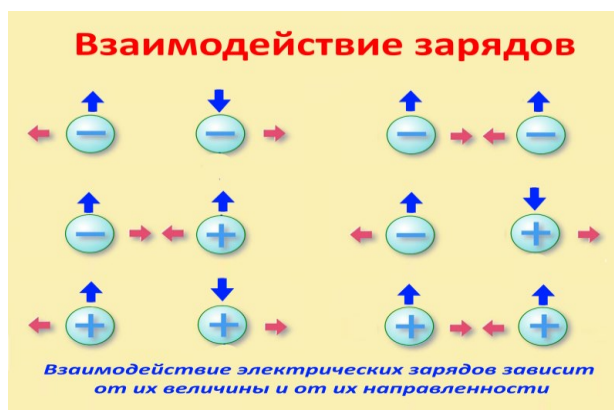 Взаимодействие зарядов
Взаимодействие электрических зарядов зависит
от их величины и от их направленности